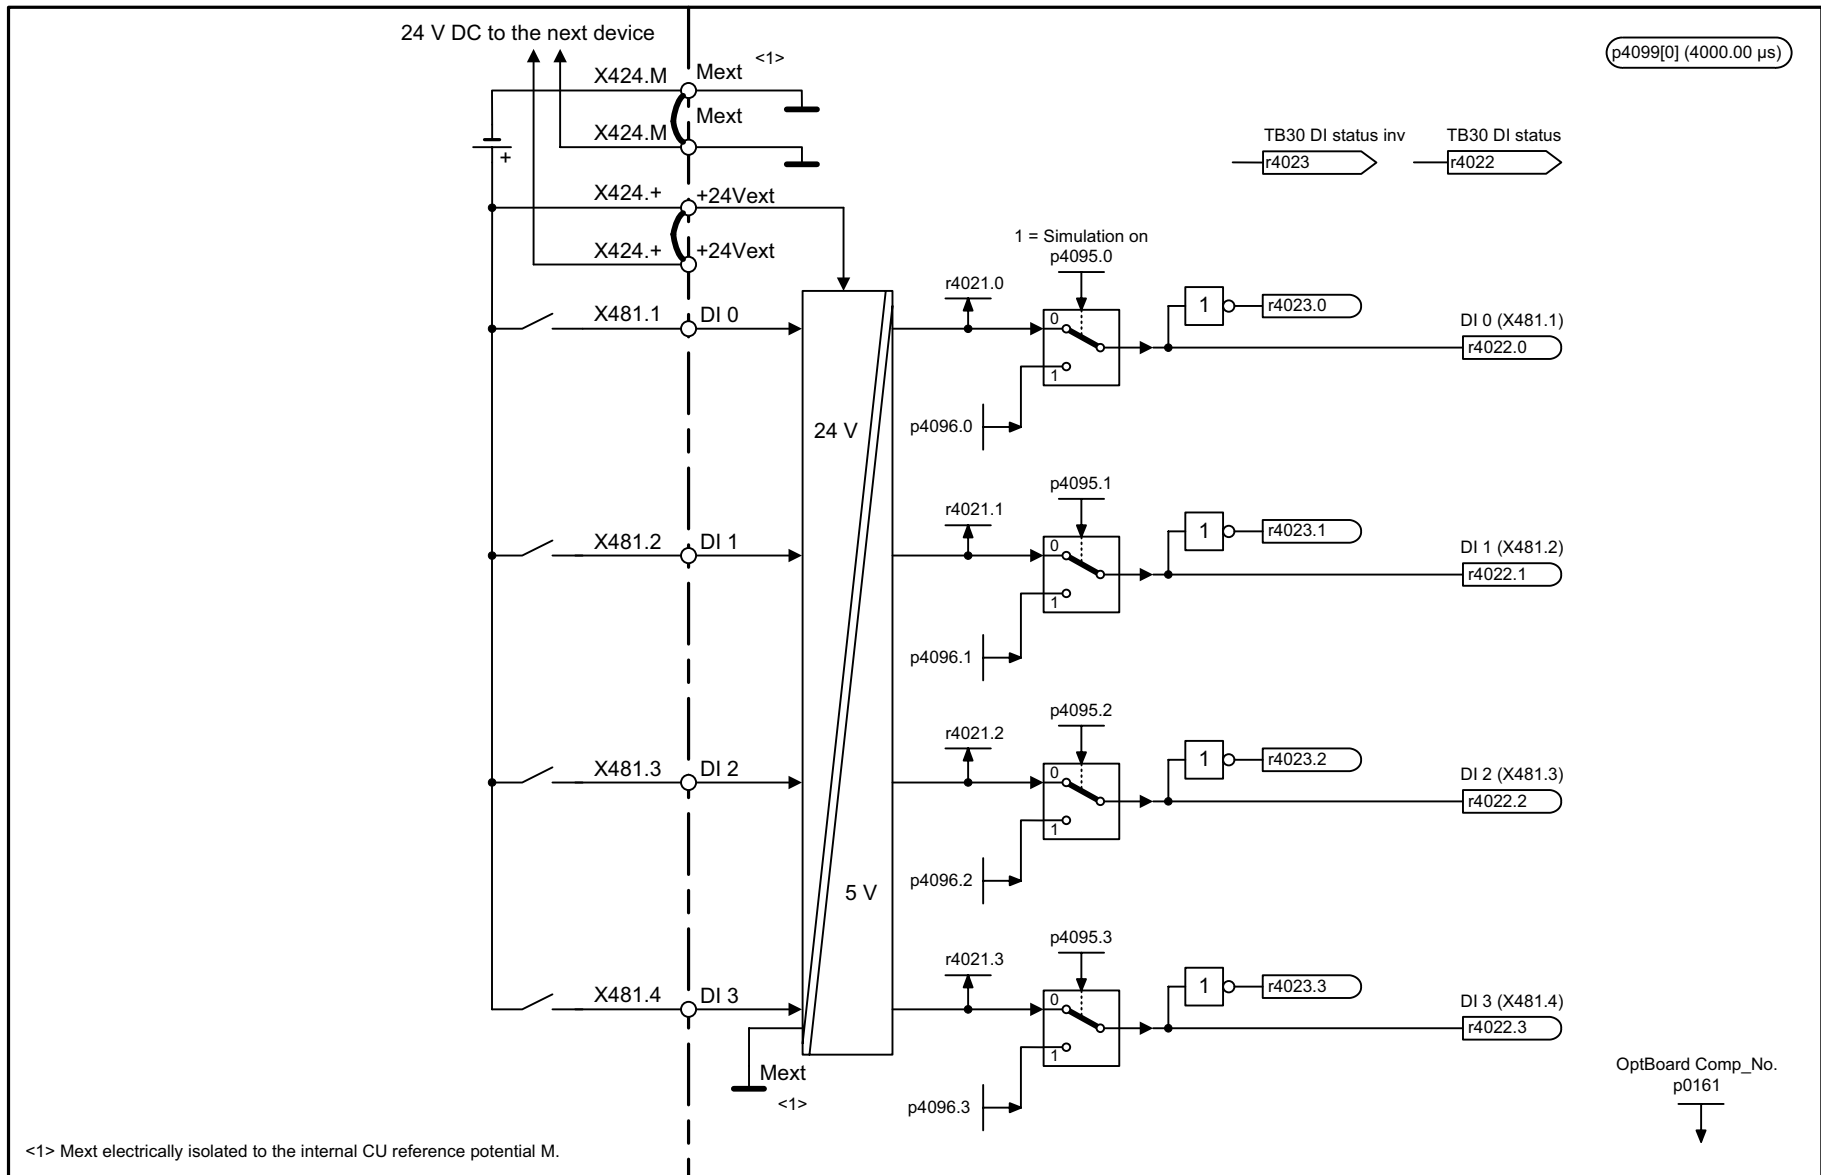 24 V DC to the next device
p4099[0] (4000.00 µs)
X424.M Mext <1>
X424.M Mext
+
TB30 DI status inv TB30 DI status
r4023 r4022
X424.+ +24Vext
X424.+ +24Vext
1 = Simulation on
p4095.0
r4021.0
X481.1 DI 0
0
1
1
r4023.0
DI 0 (X481.1)
r4022.0
p4096.0
24 V
p4095.1
r4021.1
X481.2 DI 1
0
1
1
r4023.1
DI 1 (X481.2)
r4022.1
p4096.1
p4095.2
r4021.2
X481.3 DI 2
0
1
1
r4023.2
DI 2 (X481.3)
r4022.2
p4096.2
5 V
p4095.3
r4021.3
X481.4 DI 3
0
1
1
r4023.3
DI 3 (X481.4)
r4022.3
Mext
<1>
p4096.3
OptBoard Comp_No.
p0161
<1> Mext electrically isolated to the internal CU reference potential M.